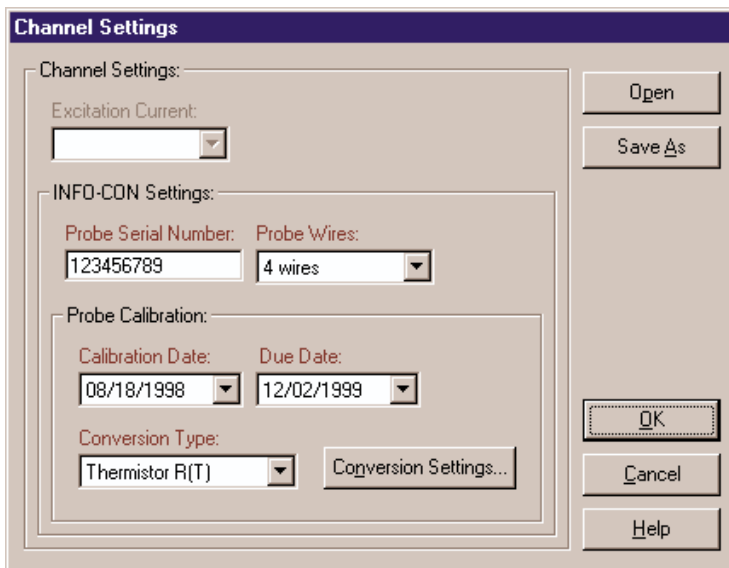 Channel Settings
Channel Settings:
Open
Excitation Current:
Save As
INFO-CON Settings:
Probe Serial Number: Probe Wires:
123456789 4 wires
Probe Calibration:
Calibration Date: Due Date:
08/18/1998 12/02/1999
OK
Conversion Type:
Thermistor R(T) Conversion Settings...
Cancel
Help